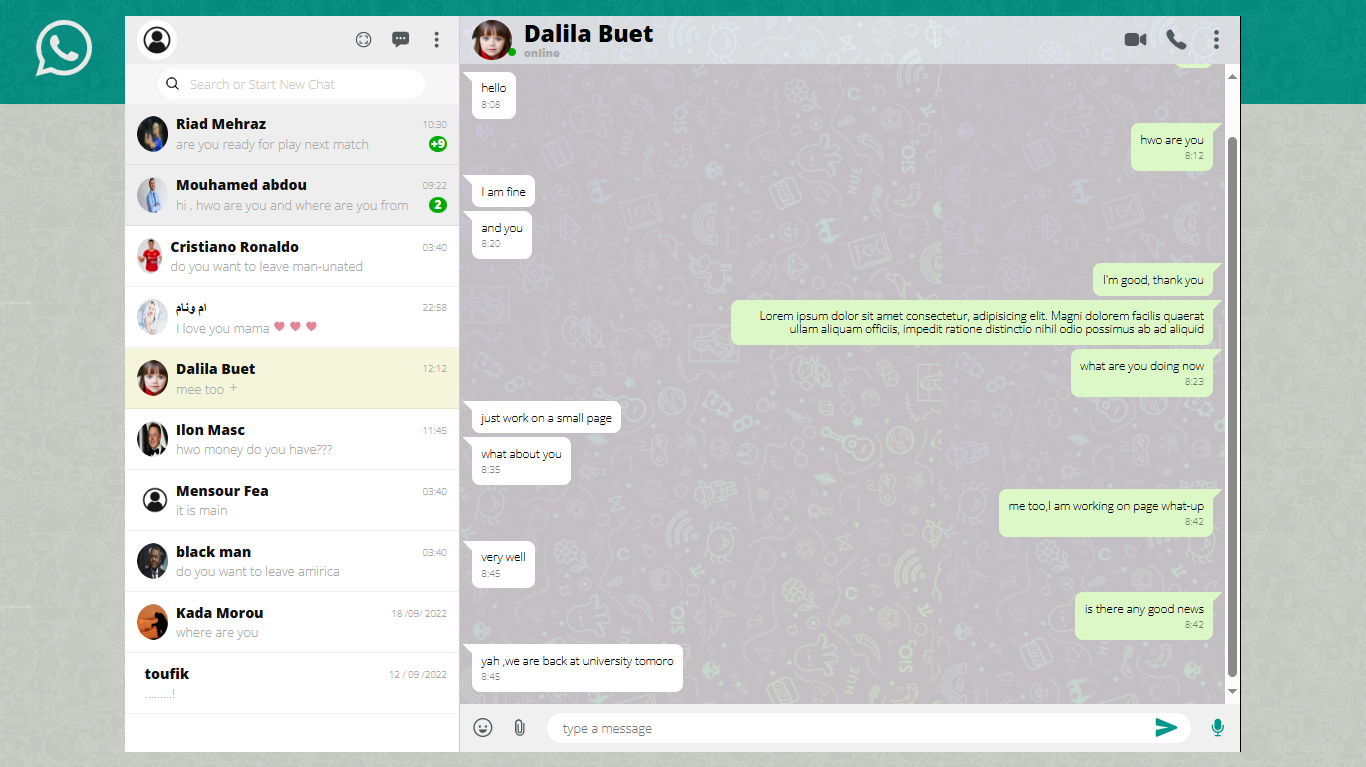 Search or Start New Chat
Riad Mehraz
10:30
are you ready for play next match
+9
Mouhamed abdou
09:22
hi , hwo are you and where are you from
2
Cristiano Ronaldo
03:40
do you want to leave man-unated
ام ونام
22:58
I love you mama
Dalila Buet
12:12
mee too +
Ilon Masc
11:45
hwo money do you have???
Mensour Fea
03:40
it is main
black man
03:40
do you want to leave amirica
Kada Morou
18 /09/ 2022
where are you
toufik
12 / 09 /2022
.........!
Dalila Buet
online
hello
8:08
hwo are you
8:12
I am fine
and you
8:20
I'm good, thank you
Lorem ipsum dolor sit amet consectetur, adipisicing elit. Magni dolorem facilis quaerat
ullam aliquam officiis, impedit ratione distinctio nihil odio possimus ab ad aliquid
what are you doing now
8:23
just work on a small page
what about you
8:35
me too,I am working on page what-up
8:42
very well
8:45
is there any good news
8:42
yah ,we are back at university tomoro
8:45
type a message